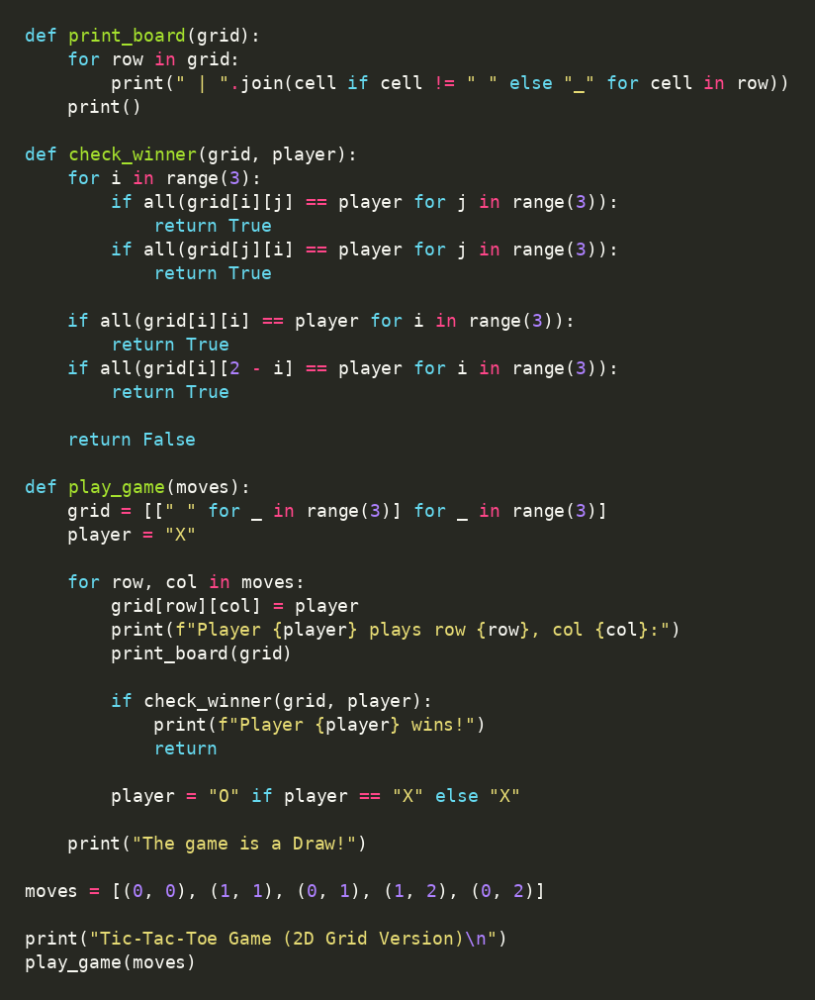 def print_board(grid):
    for row in grid:
        print(" | ".join(cell if cell != " " else "_" for cell in row))
    print()

def check_winner(grid, player):
    for i in range(3):
        if all(grid[i][j] == player for j in range(3)):
            return True
        if all(grid[j][i] == player for j in range(3)):
            return True

    if all(grid[i][i] == player for i in range(3)):
        return True
    if all(grid[i][2 - i] == player for i in range(3)):
        return True

    return False

def play_game(moves):
    grid = [[" " for _ in range(3)] for _ in range(3)]
    player = "X"

    for row, col in moves:
        grid[row][col] = player
        print(f"Player {player} plays row {row}, col {col}:")
        print_board(grid)

        if check_winner(grid, player):
            print(f"Player {player} wins!")
            return

        player = "O" if player == "X" else "X"

    print("The game is a Draw!")

moves = [(0, 0), (1, 1), (0, 1), (1, 2), (0, 2)]

print("Tic-Tac-Toe Game (2D Grid Version)\n")
play_game(moves)